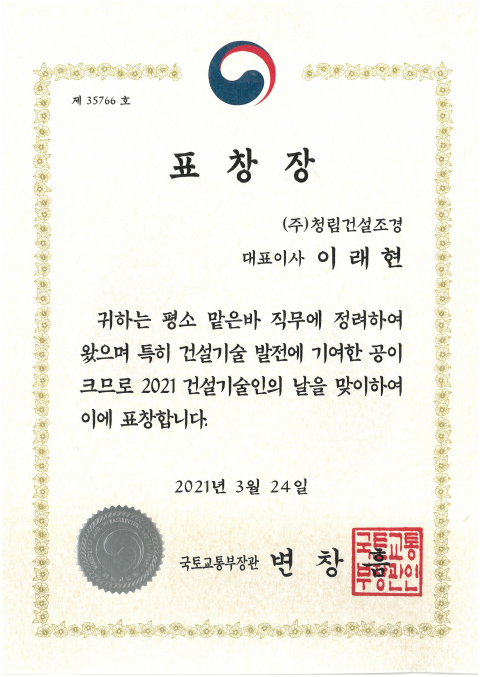 제 35766 호
표창장
(주)청림건설조경
대표이사 이래현
귀하는 평소 맡은바 직무에 정려하여
왔으며 특히 건설기술 발전에 기여한 공이
크므로 2021 건설기술인의 날을 맞이하여
이에 표창합니다.
2021년 3월 24일
국토교통부장관 변창흠
국토교통
부장관인